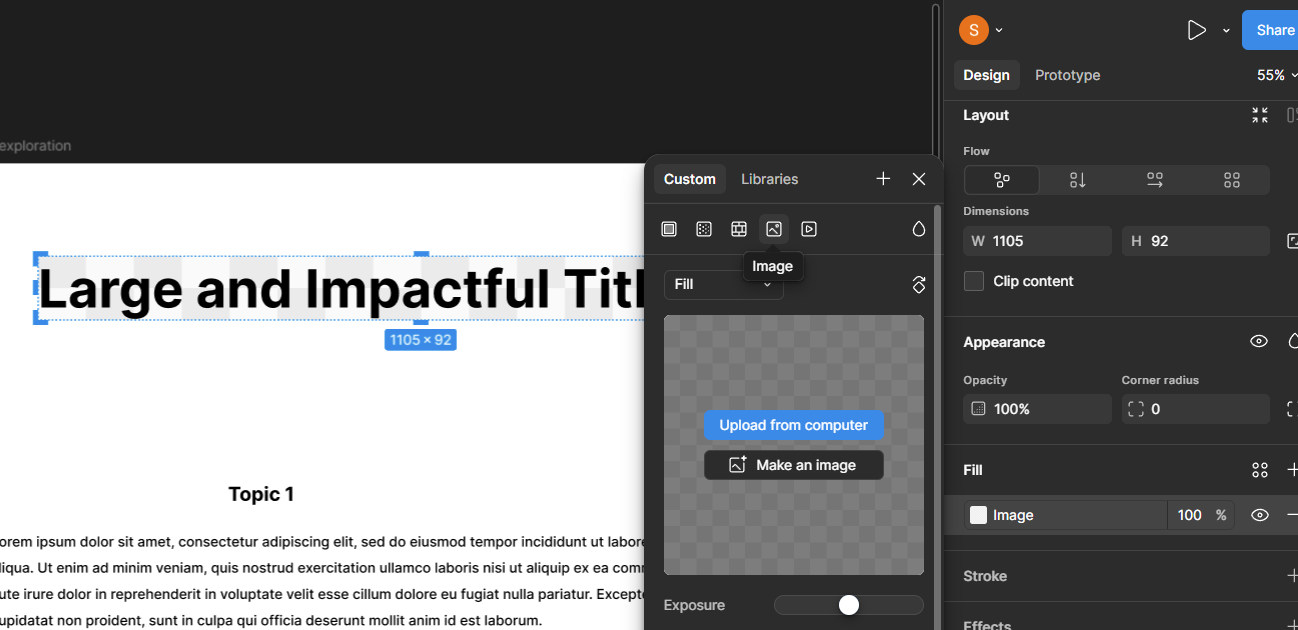 S
Share
Design
Prototype
55%
Layout
Flow
Dimensions
W 1105
H 92
Clip content
Appearance
Opacity
Corner radius
100%
0
Fill
Image
100 %
Stroke
Effects
exploration
Custom
Libraries
Image
Fill
Upload from computer
Make an image
Exposure
Large and Impactful
1105 × 92
Topic 1
orem ipsum dolor sit amet, consectetur adipiscing elit, sed do eiusmod tempor incididunt ut labore
liqua. Ut enim ad minim veniam, quis nostrud exercitation ullamco laboris nisi ut aliquip ex ea
ute irure dolor in reprehenderit in voluptate velit esse cillum dolore eu fugiat nulla pariatur.
upidatat non proident, sunt in culpa qui officia deserunt mollit anim id est laborum.